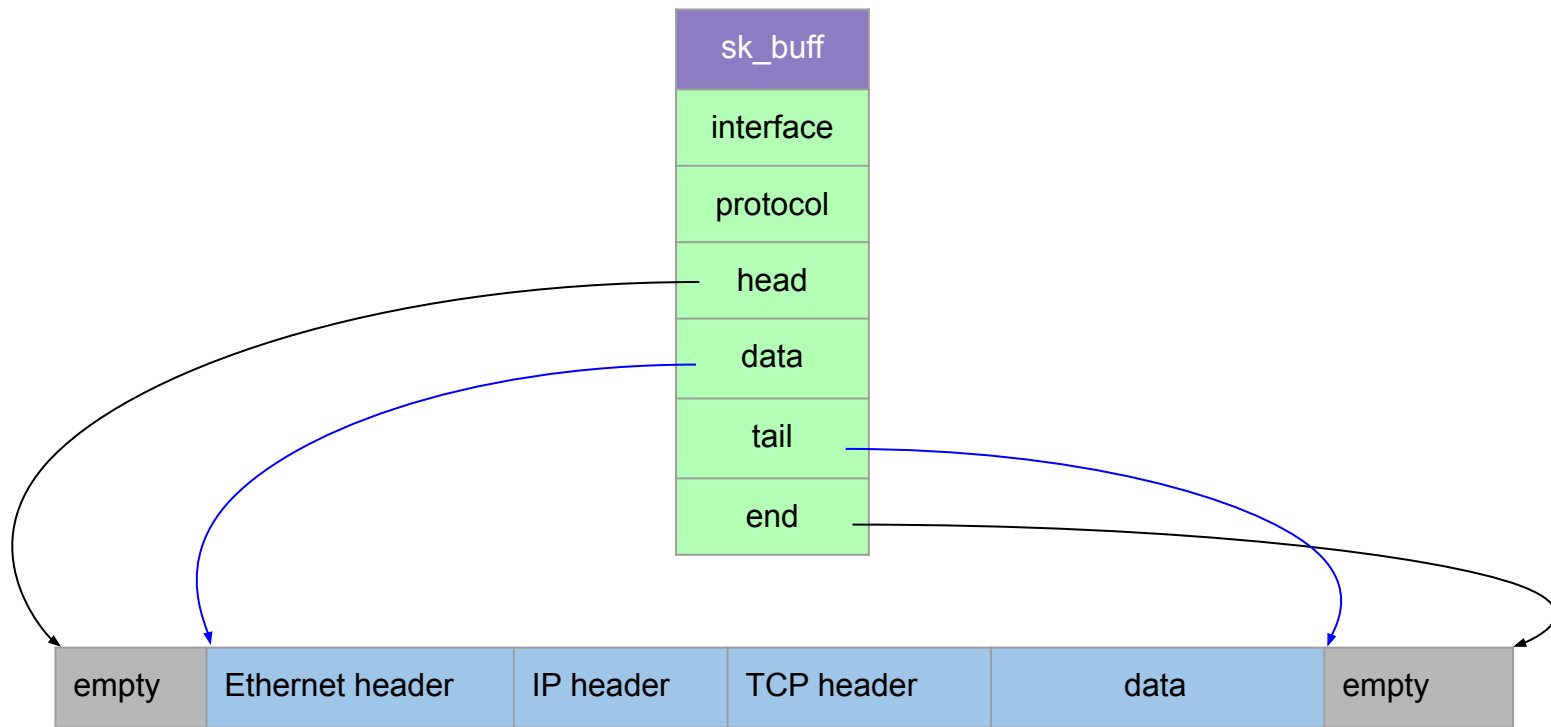 sk_buff
interface
protocol
head
data
tail
end
empty Ethernet header IP header TCP header data empty